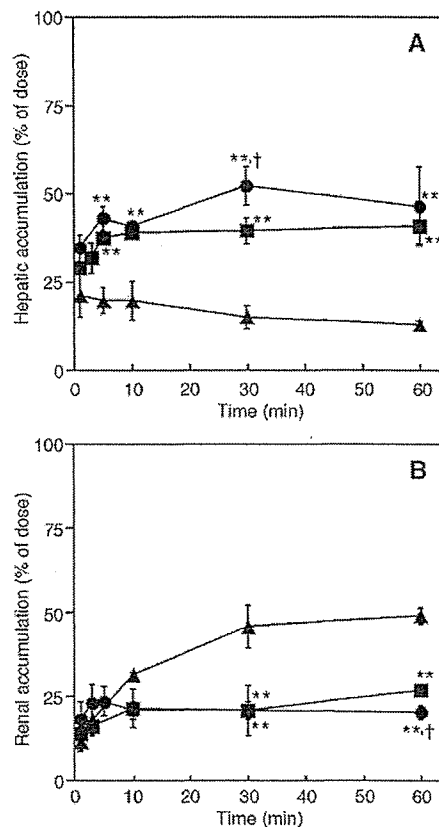 A
Hepatic accumulation (% of dose)
100
75
50
25
0
**
**
**,†
**
**
**
**
0 10 20 30 40 50 60
Time (min)
B
Renal accumulation (% of dose)
100
75
50
25
0
**
**
**
**,†
0 10 20 30 40 50 60
Time (min)